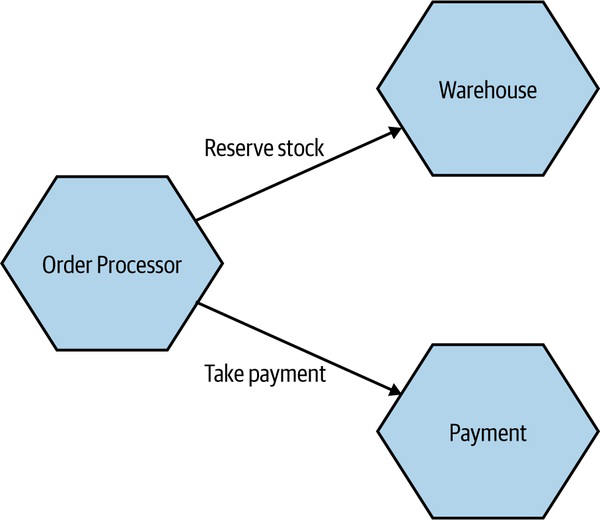 Warehouse
Reserve stock
Order Processor
Take payment
Payment